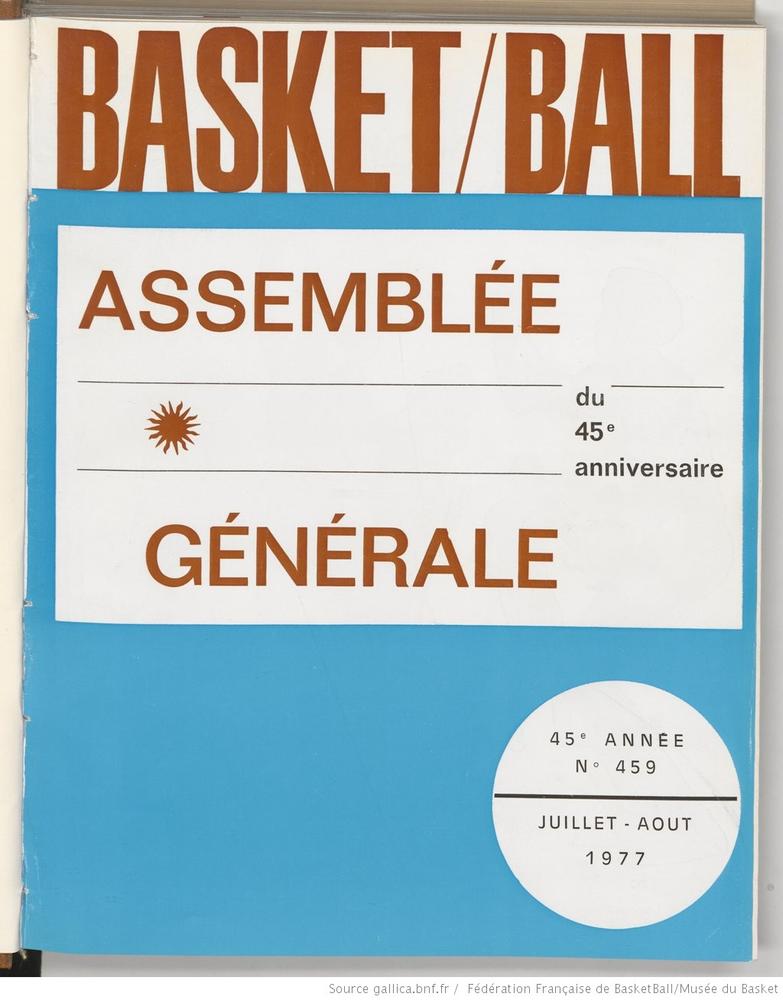 BASKET/BALL
ASSEMBLÉE
du
45e
anniversaire
GÉNÉRALE
45e ANNÉE
No 459
JUILLET - AOUT
1977
Source gallica.bnf.fr / Fédération Française de BasketBall/Musée du Basket